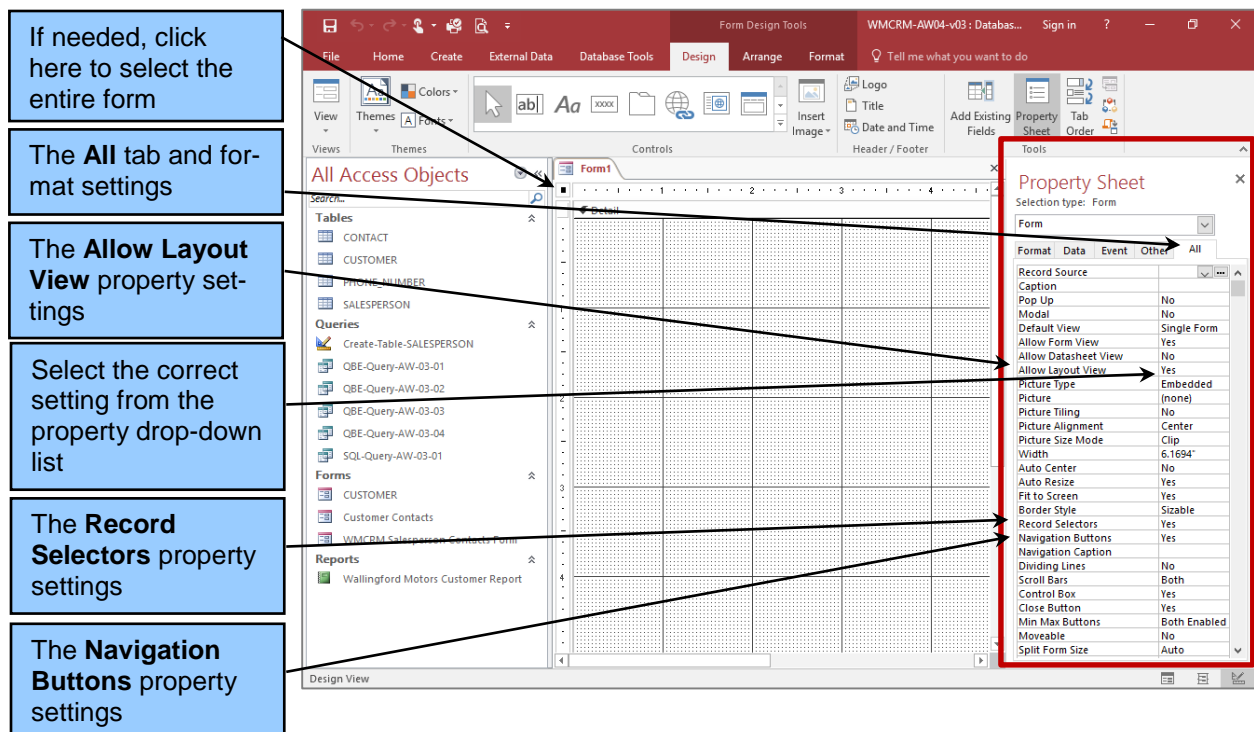 If needed, click
here to select the
entire form
The All tab and for-
mat settings
The Allow Layout
View property set-
tings
Select the correct
setting from the
property drop-down
list
The Record
Selectors property
settings
The Navigation
Buttons property
settings
Form Design Tools
WMCRM-AW04-v03 : Databas...
Sign in
?
File Home Create External Data Database Tools Design Arrange Format Tell me what you want to do
View
Views
Aa
Themes
Colors
A Fonts
Themes
ab|
Aa
xxxx
Controls
Insert
Image
Logo
Title
Date and Time
Header / Footer
Add Existing
Fields
Property
Sheet
Tab
Order
Tools
All Access Objects
Search...
Tables
CONTACT
CUSTOMER
PHONE_NUMBER
SALESPERSON
Queries
Create-Table-SALESPERSON
QBE-Query-AW-03-01
QBE-Query-AW-03-02
QBE-Query-AW-03-03
QBE-Query-AW-03-04
SQL-Query-AW-03-01
Forms
CUSTOMER
Customer Contacts
WMCRM Salesperson Contacts Form
Reports
Wallingford Motors Customer Report
Form1
1 2 3 4
Detail
1
2
3
4
Property Sheet
Selection type: Form
Form
Format Data Event Other All
Record Source
Caption
Pop Up No
Modal No
Default View Single Form
Allow Form View Yes
Allow Datasheet View No
Allow Layout View Yes
Picture Type Embedded
Picture (none)
Picture Tiling No
Picture Alignment Center
Picture Size Mode Clip
Width 6.1694"
Auto Center No
Auto Resize Yes
Fit to Screen Yes
Border Style Sizable
Record Selectors Yes
Navigation Buttons Yes
Navigation Caption
Dividing Lines No
Scroll Bars Both
Control Box Yes
Close Button Yes
Min Max Buttons Both Enabled
Moveable No
Split Form Size Auto
Design View